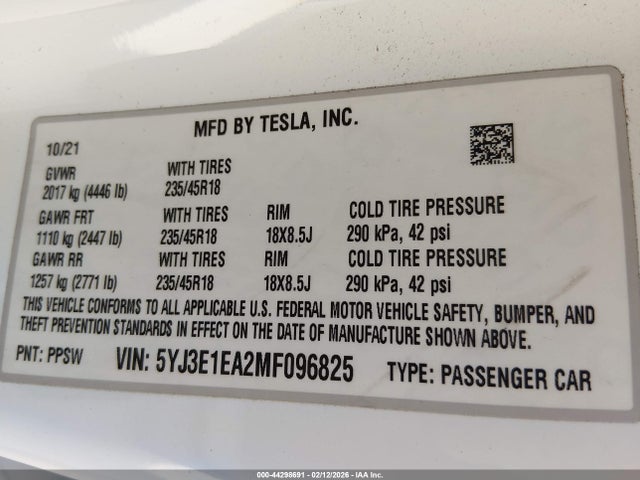 MFD BY TESLA, INC.
10/21
GVWR WITH TIRES
2017 kg (4446 lb) 235/45R18
GAWR FRT WITH TIRES RIM COLD TIRE PRESSURE
1110 kg (2447 lb) 235/45R18 18X8.5J 290 kPa, 42 psi
GAWR RR WITH TIRES RIM COLD TIRE PRESSURE
1257 kg (2771 lb) 235/45R18 18X8.5J 290 kPa, 42 psi
THIS VEHICLE CONFORMS TO ALL APPLICABLE U.S. FEDERAL MOTOR VEHICLE SAFETY, BUMPER, AND
THEFT PREVENTION STANDARDS IN EFFECT ON THE DATE OF MANUFACTURE SHOWN ABOVE.
PNT: PPSW VIN: 5YJ3E1EA2MF096825 TYPE: PASSENGER CAR
000-44298691 - 02/12/2026 - IAA Inc.